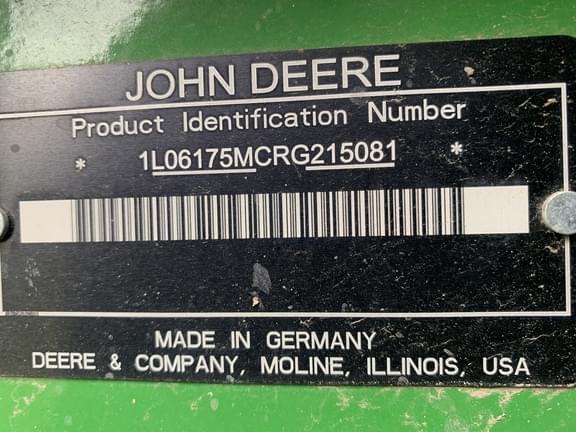 JOHN DEERE
Product Identification Number
* 1L06175MCRG215081 *
MADE IN GERMANY
DEERE & COMPANY, MOLINE, ILLINOIS, USA